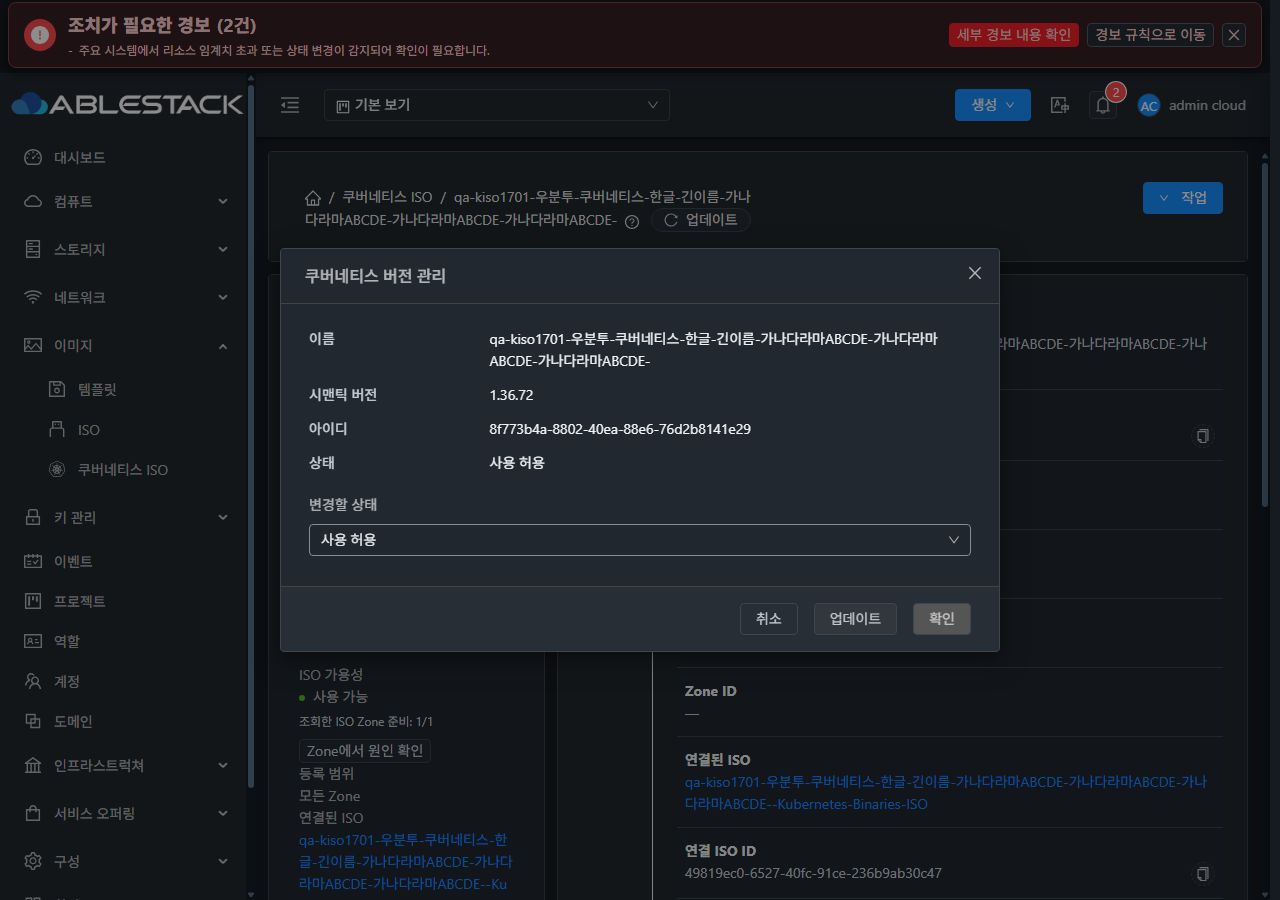 조치가 필요한 경보 (2건)
- 주요 시스템에서 리소스 임계치 초과 또는 상태 변경이 감지되어 확인이 필요합니다.
세부 경보 내용 확인
경보 규칙으로 이동
ABLESTACK
기본 보기
생성
2
AC
admin cloud
대시보드
컴퓨트
스토리지
네트워크
이미지
템플릿
ISO
쿠버네티스 ISO
키 관리
이벤트
프로젝트
역할
계정
도메인
인프라스트럭쳐
서비스 오퍼링
구성
/ 쿠버네티스 ISO / qa-kiso1701-우분투-쿠버네티스-한글-긴이름-가나
다라마ABCDE-가나다라마ABCDE-가나다라마ABCDE-
업데이트
작업
쿠버네티스 버전 관리
이름
qa-kiso1701-우분투-쿠버네티스-한글-긴이름-가나다라마ABCDE-가나다라마
ABCDE-가나다라마ABCDE-
시맨틱 버전
1.36.72
아이디
8f773b4a-8802-40ea-88e6-76d2b8141e29
상태
사용 허용
변경할 상태
사용 허용
취소
업데이트
확인
라마ABCDE-가나다라마ABCDE-가나
ISO 가용성
사용 가능
조회한 ISO Zone 준비: 1/1
Zone에서 원인 확인
등록 범위
모든 Zone
연결된 ISO
qa-kiso1701-우분투-쿠버네티스-한
글-긴이름-가나다라마ABCDE-가나다
라마ABCDE-가나다라마ABCDE--Ku
Zone ID
—
연결된 ISO
qa-kiso1701-우분투-쿠버네티스-한글-긴이름-가나다라마ABCDE-가나다라마ABCDE-가나
다라마ABCDE--Kubernetes-Binaries-ISO
연결 ISO ID
49819ec0-6527-40fc-91ce-236b9ab30c47